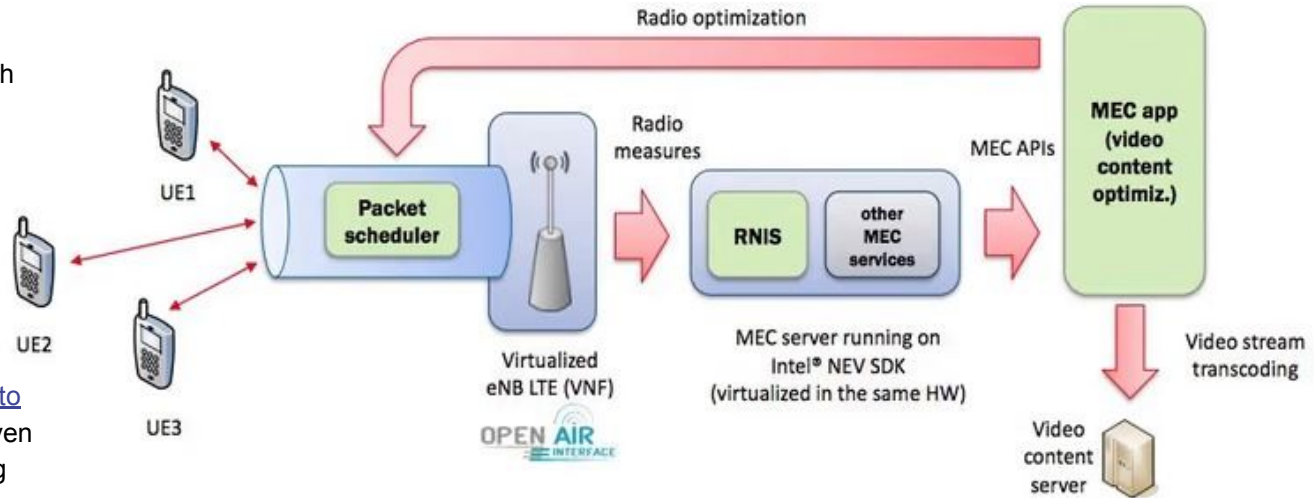 Radio optimization
h
UE1
UE2
UE3
to
ven
g
Packet
scheduler
Virtualized
eNB LTE (VNF)
OPEN AIR
INTERFACE
Radio
measures
RNIS
other
MEC
services
MEC server running on
Intel® NEV SDK
(virtualized in the same HW)
MEC APIs
MEC app
(video
content
optimiz.)
Video stream
transcoding
Video
content
server